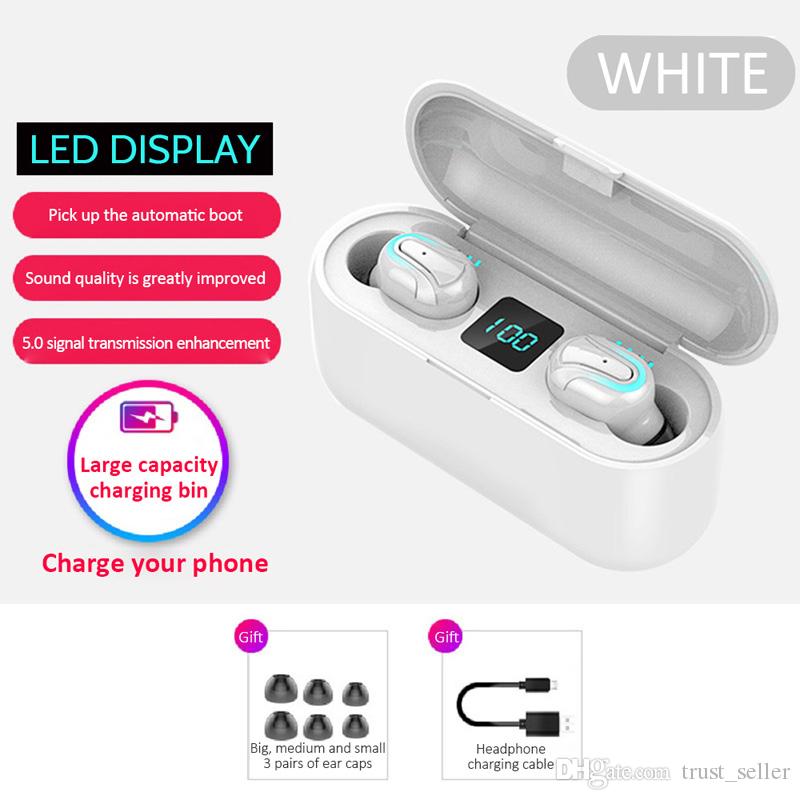 WHITE
LED DISPLAY
Pick up the automatic boot
Sound quality is greatly improved
5.0 signal transmission enhancement
100
Large capacity
charging bin
Charge your phone
Gift
Big, medium and small
3 pairs of ear caps
Gift
Headphone
charging cable
DHgate.com trust_seller